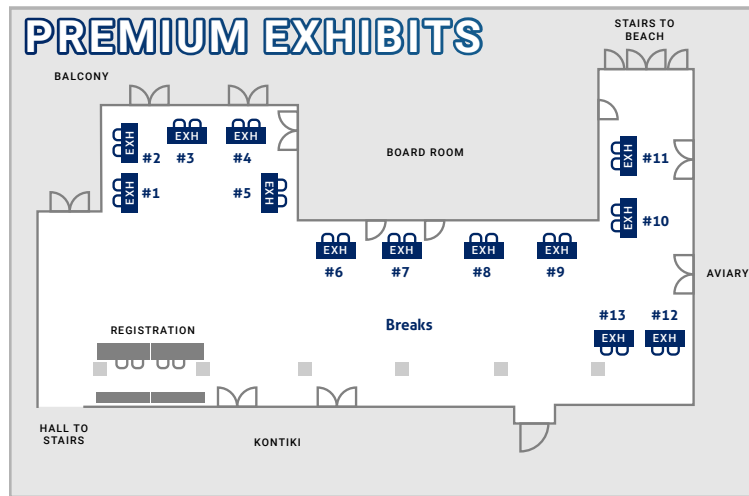 PREMIUM EXHIBITS
STAIRS TO
BEACH
BALCONY
EXH
#2
EXH
#3
EXH
#4
BOARD ROOM
EXH
#11
EXH
#1
#5
EXH
EXH
#10
EXH
#6
EXH
#7
EXH
#8
EXH
#9
AVIARY
Breaks
#13
#12
EXH
EXH
REGISTRATION
HALL TO
STAIRS
KONTIKI